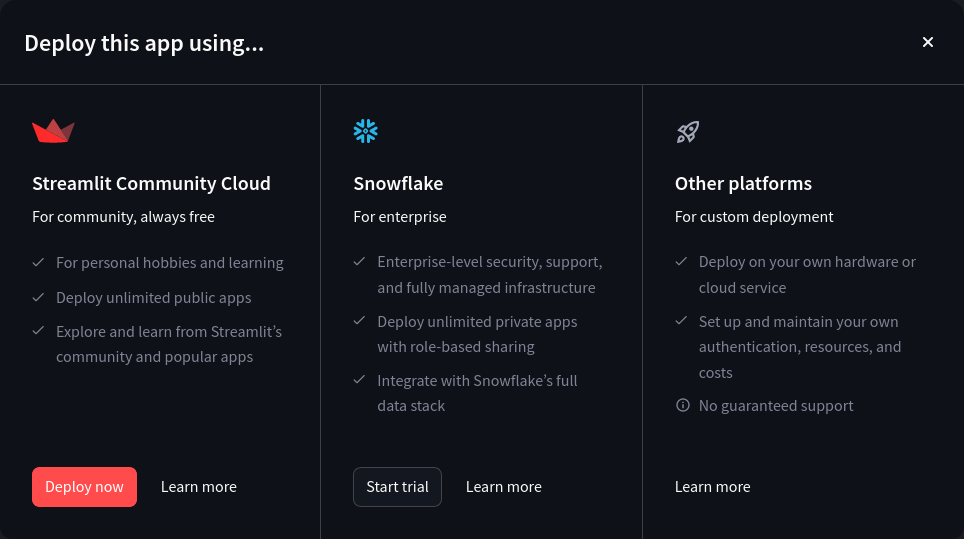 Deploy this app using...
Streamlit Community Cloud
For community, always free
For personal hobbies and learning
Deploy unlimited public apps
Explore and learn from Streamlit’s
community and popular apps
Deploy now
Learn more
Snowflake
For enterprise
Enterprise-level security, support,
and fully managed infrastructure
Deploy unlimited private apps
with role-based sharing
Integrate with Snowflake’s full
data stack
Start trial
Learn more
Other platforms
For custom deployment
Deploy on your own hardware or
cloud service
Set up and maintain your own
authentication, resources, and
costs
No guaranteed support
Learn more